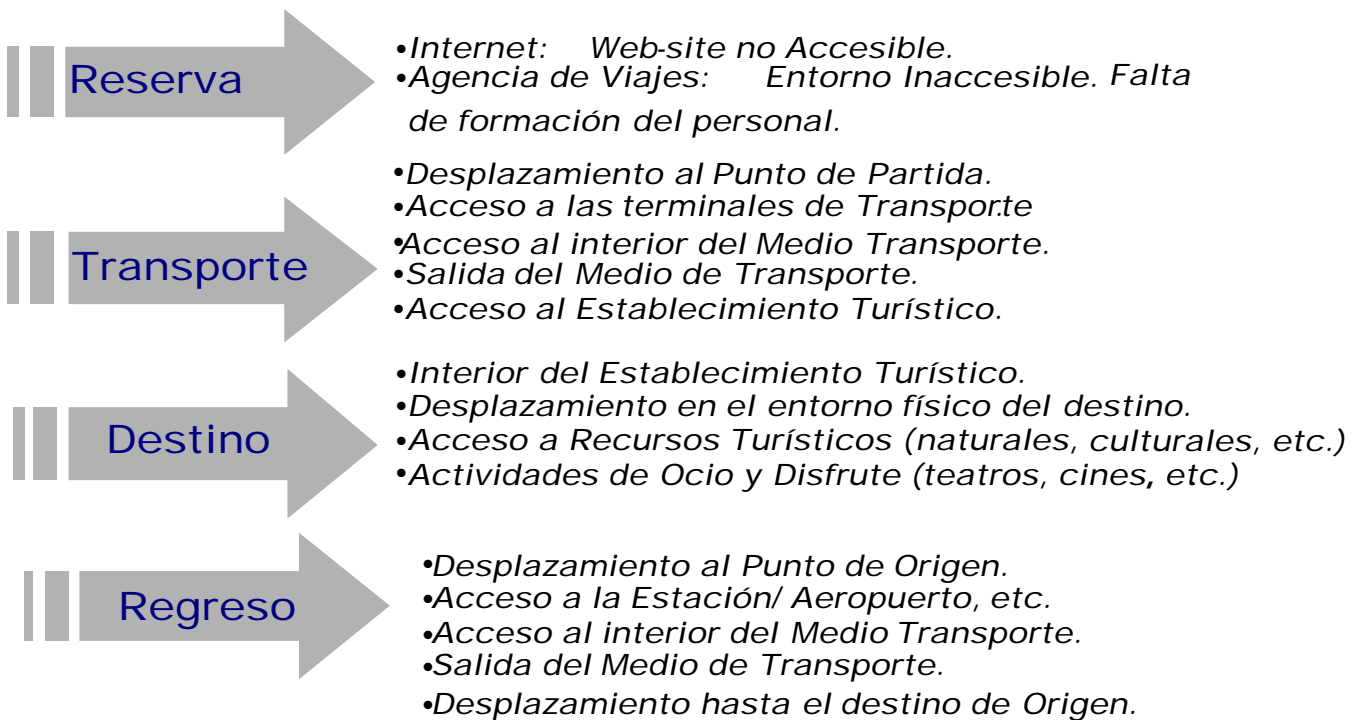 Reserva
•Internet: Web-site no Accesible.
•Agencia de Viajes: Entorno Inaccesible. Falta
de formación del personal.
Transporte
•Desplazamiento al Punto de Partida.
•Acceso a las terminales de Transpor.te
•Acceso al interior del Medio Transporte.
•Salida del Medio de Transporte.
•Acceso al Establecimiento Turístico.
Destino
•Interior del Establecimiento Turístico.
•Desplazamiento en el entorno físico del destino.
•Acceso a Recursos Turísticos (naturales, culturales, etc.)
•Actividades de Ocio y Disfrute (teatros, cines, etc.)
Regreso
•Desplazamiento al Punto de Origen.
•Acceso a la Estación/ Aeropuerto, etc.
•Acceso al interior del Medio Transporte.
•Salida del Medio de Transporte.
•Desplazamiento hasta el destino de Origen.